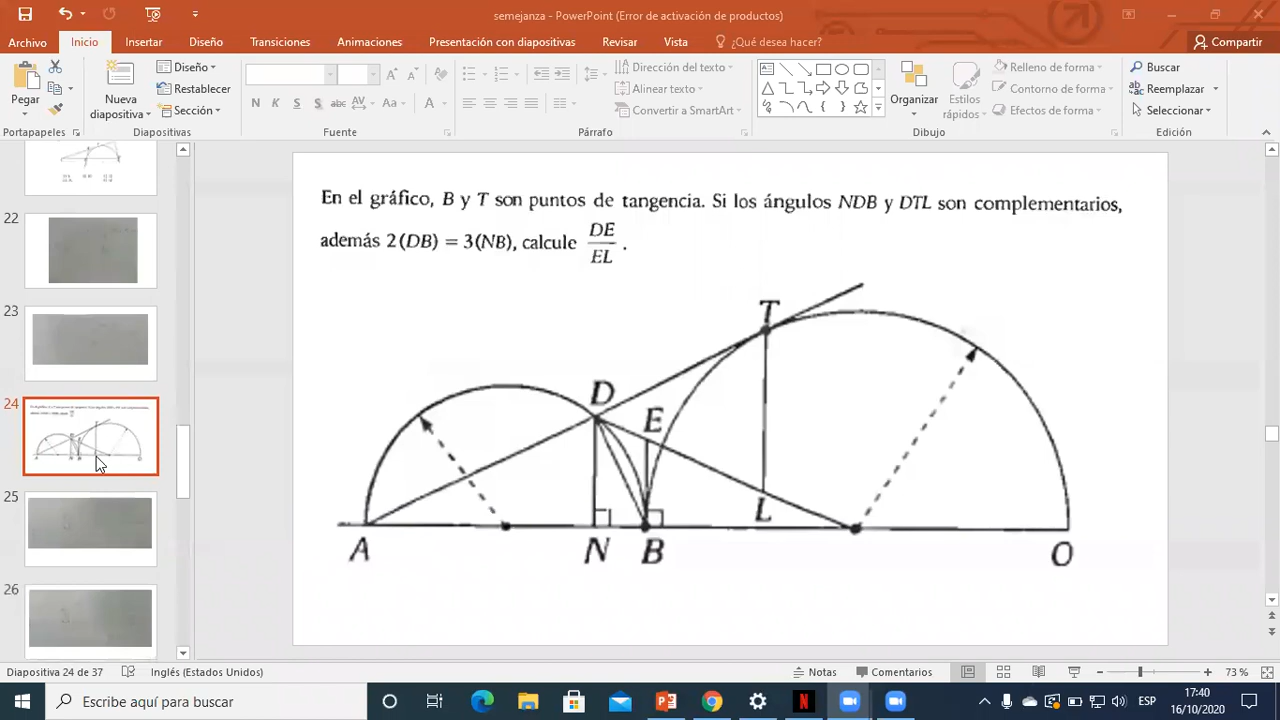 semejanza - PowerPoint (Error de activación de productos)
Archivo Inicio Insertar Diseño Transiciones Animaciones Presentación con diapositivas Revisar Vista ¿Qué desea hacer? Compartir
Pegar
Nueva diapositiva
Diseño
Restablecer
Sección
N K S S abc AV Aa A
Dirección del texto
Alinear texto
Convertir a SmartArt
Organizar
Estilos rápidos
Relleno de forma
Contorno de forma
Efectos de forma
Buscar
Reemplazar
Seleccionar
Portapapeles Diapositivas Fuente Párrafo Dibujo Edición
22
23
24
25
26
En el gráfico, B y T son puntos de tangencia. Si los ángulos NDB y DTL son complementarios,
además 2(DB) = 3(NB), calcule DE/EL.
T
D
E
L
A N B O
Diapositiva 24 de 37 Inglés (Estados Unidos) Notas Comentarios 73 %
Escribe aquí para buscar
ESP
17:40
16/10/2020